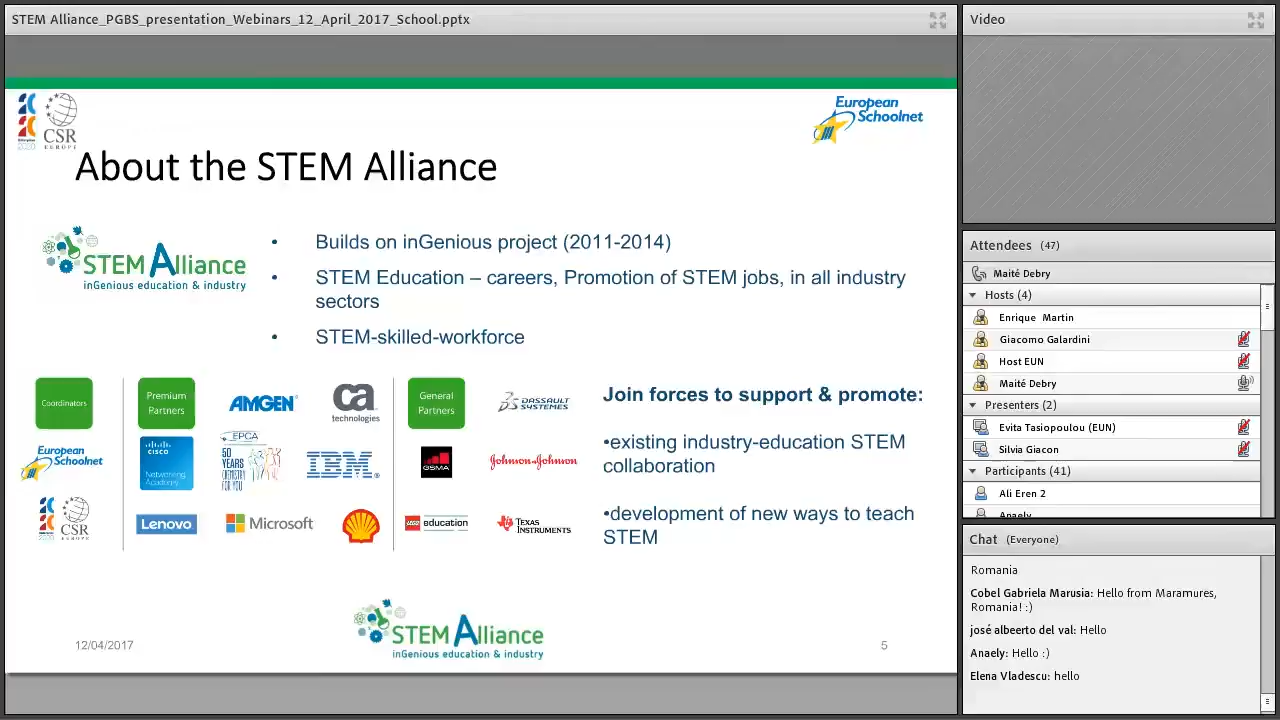 STEM Alliance_PGBS_presentation_Webinars_12_April_2017_School.pptx
CSR
EUROPE
European
Schoolnet
About the STEM Alliance
STEM Alliance
inGenious education & industry
• Builds on inGenious project (2011-2014)
• STEM Education – careers, Promotion of STEM jobs, in all industry
sectors
• STEM-skilled-workforce
Coordinators
European
Schoolnet
CSR
EUROPE
Premium
Partners
AMGEN
ca
technologies
CISCO
Networking
Academy
EPCA
50
YEARS
CHEMISTRY
FOR YOU
IBM
Lenovo
Microsoft
General
Partners
DASSAULT
SYSTEMES
GSMA
Johnson & Johnson
LEGO education
TEXAS
INSTRUMENTS
Join forces to support & promote:
•existing industry-education STEM
collaboration
•development of new ways to teach
STEM
12/04/2017
STEM Alliance
inGenious education & industry
5
Video
Attendees (47)
Maité Debry
Hosts (4)
Enrique Martin
Giacomo Galardini
Host EUN
Maité Debry
Presenters (2)
Evita Tasiopoulou (EUN)
Silvia Giacon
Participants (41)
Ali Eren 2
Anaely
Chat (Everyone)
Romania
Cobel Gabriela Marusia: Hello from Maramures,
Romania! :)
josé albeerto del val: Hello
Anaely: Hello :)
Elena Vladescu: hello